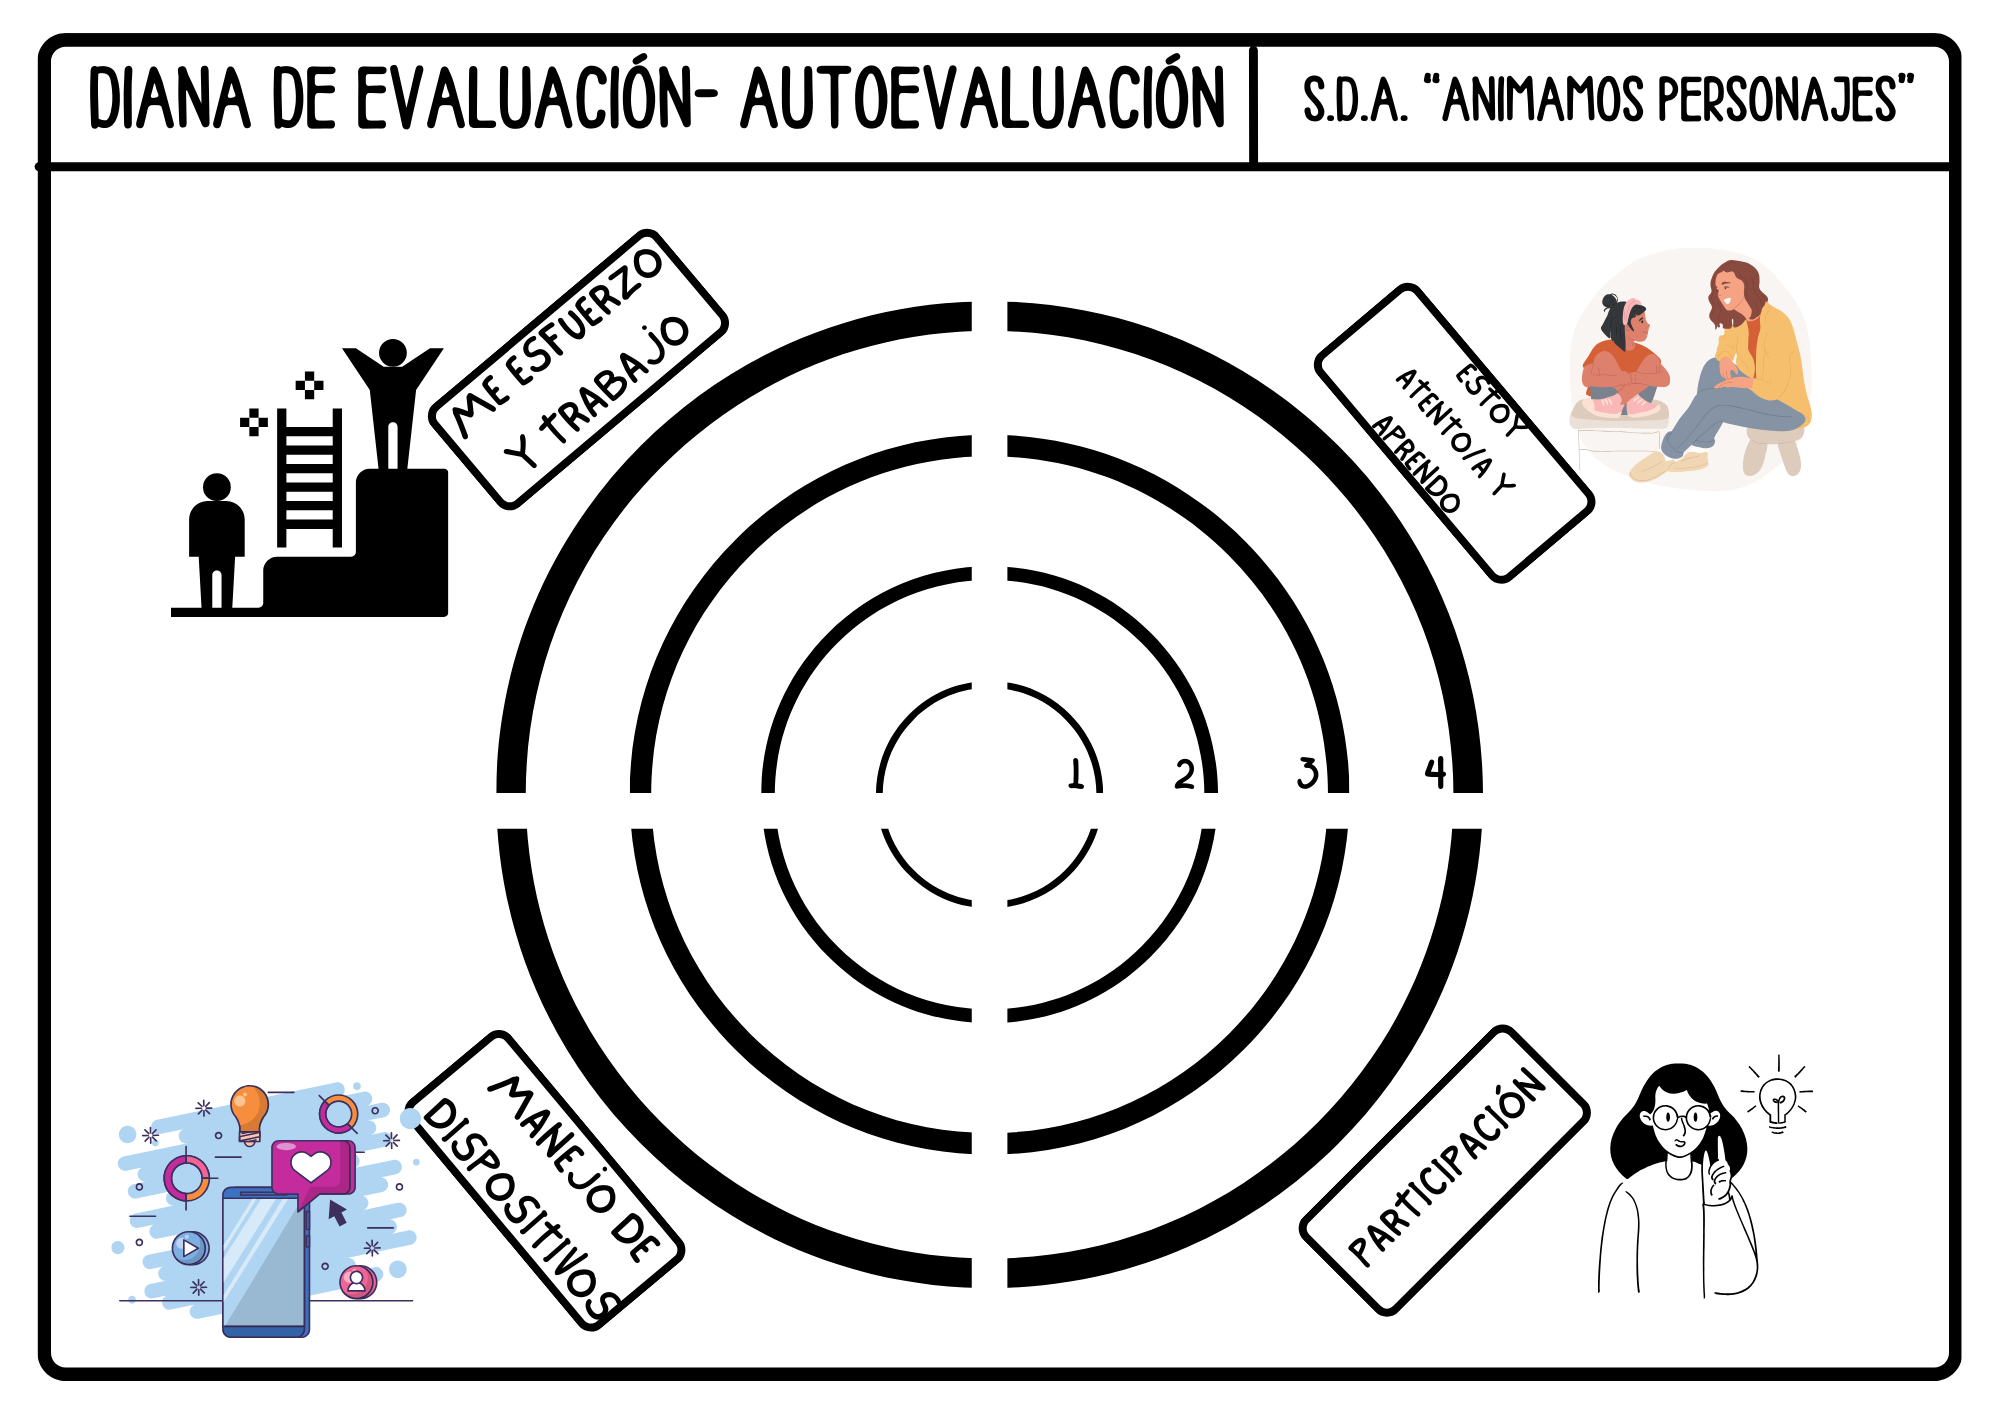 DIANA DE EVALUACIÓN- AUTOEVALUACIÓN
S.D.A. "ANIMAMOS PERSONAJES"
ME ESFUERZO
Y TRABAJO
ESTOY
ATENTO/A Y
APRENDO
1 2 3 4
MANEJO DE
DISPOSITIVOS
PARTICIPACIÓN